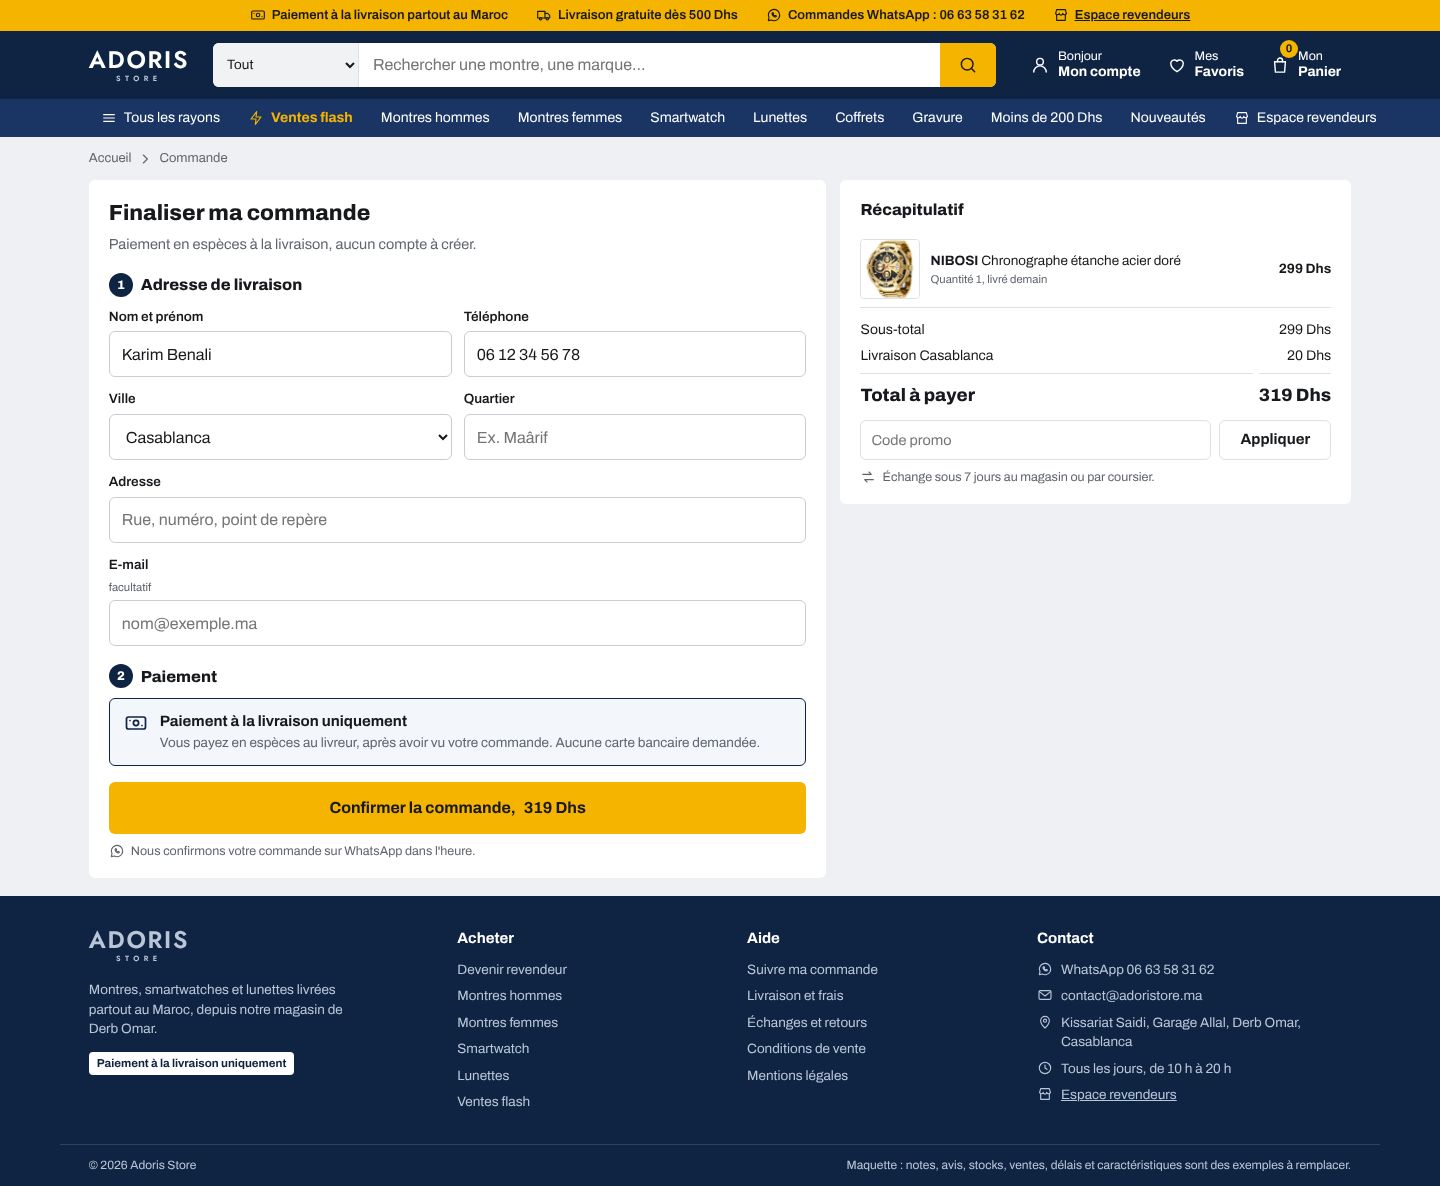 Paiement à la livraison partout au Maroc
Livraison gratuite dès 500 Dhs
Commandes WhatsApp : 06 63 58 31 62
Espace revendeurs
ADORIS
STORE
Tout
Rechercher une montre, une marque...
Bonjour
Mon compte
Mes
Favoris
0
Mon
Panier
Tous les rayons
Ventes flash
Montres hommes
Montres femmes
Smartwatch
Lunettes
Coffrets
Gravure
Moins de 200 Dhs
Nouveautés
Espace revendeurs
Accueil
Commande
Finaliser ma commande
Paiement en espèces à la livraison, aucun compte à créer.
1 Adresse de livraison
Nom et prénom
Karim Benali
Téléphone
06 12 34 56 78
Ville
Casablanca
Quartier
Ex. Maârif
Adresse
Rue, numéro, point de repère
E-mail
facultatif
nom@exemple.ma
2 Paiement
Paiement à la livraison uniquement
Vous payez en espèces au livreur, après avoir vu votre commande. Aucune carte bancaire demandée.
Confirmer la commande, 319 Dhs
Nous confirmons votre commande sur WhatsApp dans l'heure.
Récapitulatif
NIBOSI Chronographe étanche acier doré
Quantité 1, livré demain
299 Dhs
Sous-total 299 Dhs
Livraison Casablanca 20 Dhs
Total à payer 319 Dhs
Code promo
Appliquer
Échange sous 7 jours au magasin ou par coursier.
ADORIS
STORE
Montres, smartwatches et lunettes livrées
partout au Maroc, depuis notre magasin de
Derb Omar.
Paiement à la livraison uniquement
Acheter
Devenir revendeur
Montres hommes
Montres femmes
Smartwatch
Lunettes
Ventes flash
Aide
Suivre ma commande
Livraison et frais
Échanges et retours
Conditions de vente
Mentions légales
Contact
WhatsApp 06 63 58 31 62
contact@adoristore.ma
Kissariat Saidi, Garage Allal, Derb Omar,
Casablanca
Tous les jours, de 10 h à 20 h
Espace revendeurs
© 2026 Adoris Store
Maquette : notes, avis, stocks, ventes, délais et caractéristiques sont des exemples à remplacer.